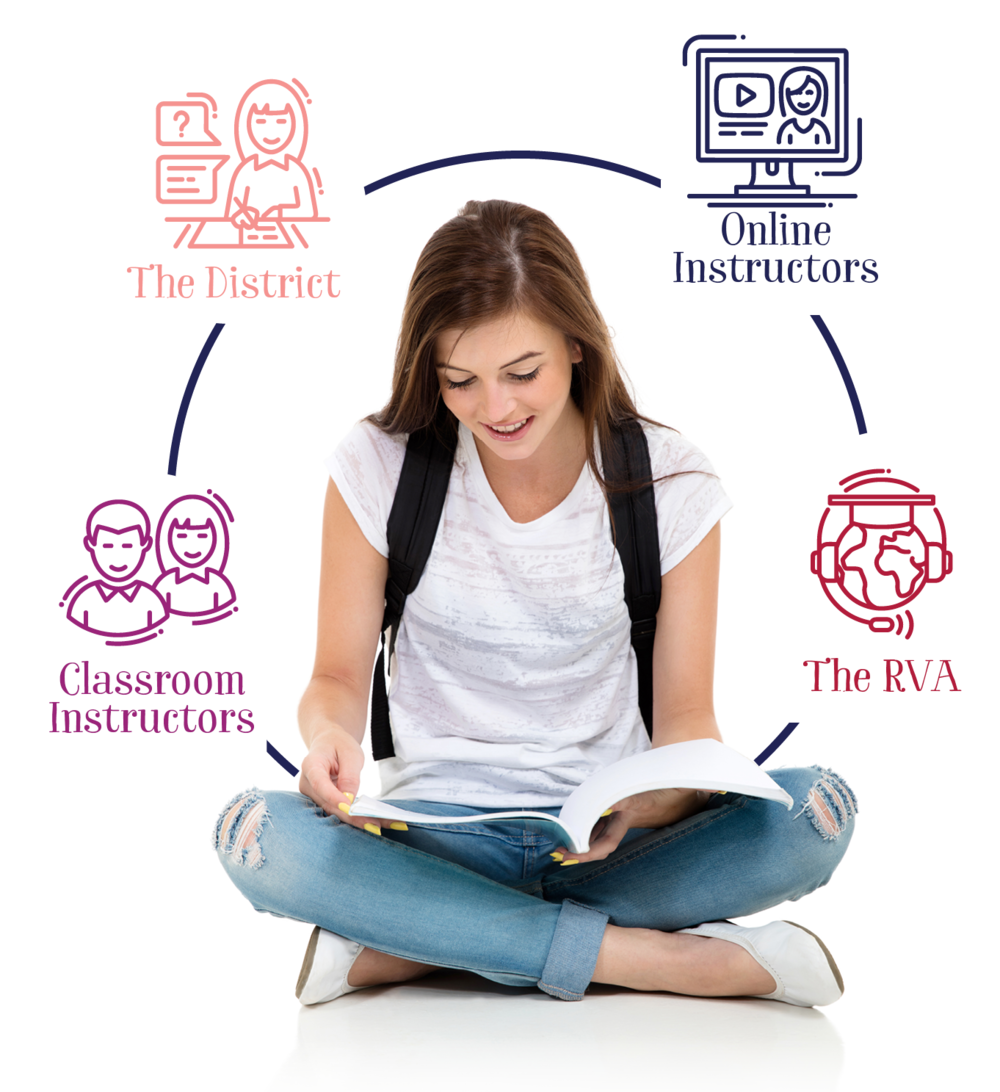 ?
The District
Online
Instructors
Classroom
Instructors
The RVA